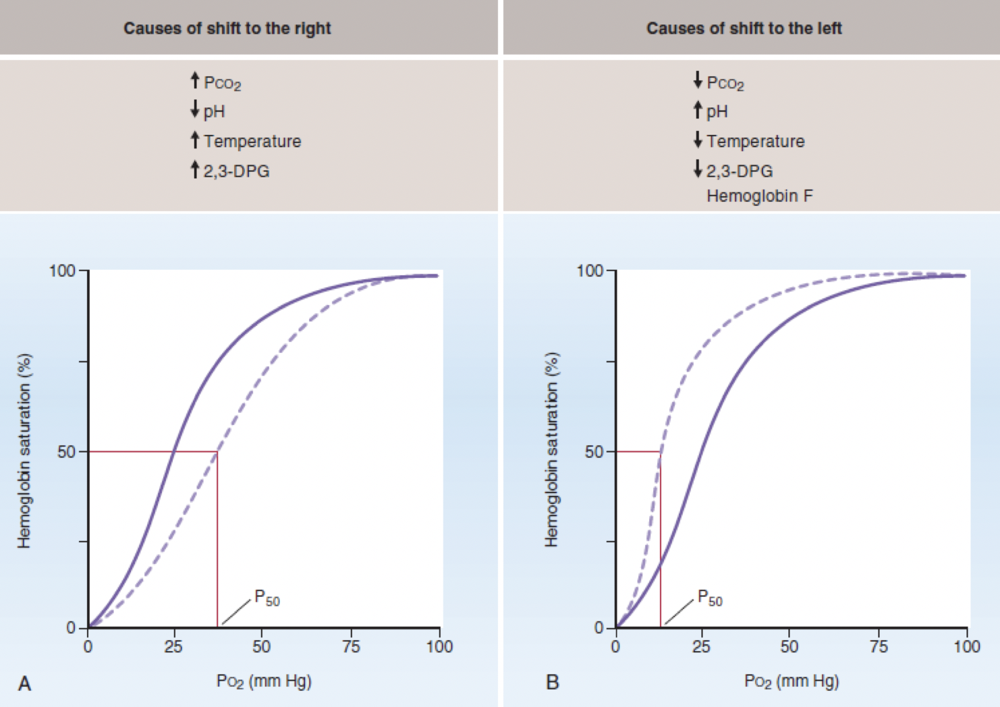 Causes of shift to the right
↑ PCO2
↓ pH
↑ Temperature
↑ 2,3-DPG
Causes of shift to the left
↓ PCO2
↑ pH
↓ Temperature
↓ 2,3-DPG
Hemoglobin F
Hemoglobin saturation (%)
100
50
0
P50
0 25 50 75 100
A
PO2 (mm Hg)
Hemoglobin saturation (%)
100
50
0
P50
0 25 50 75 100
B
PO2 (mm Hg)